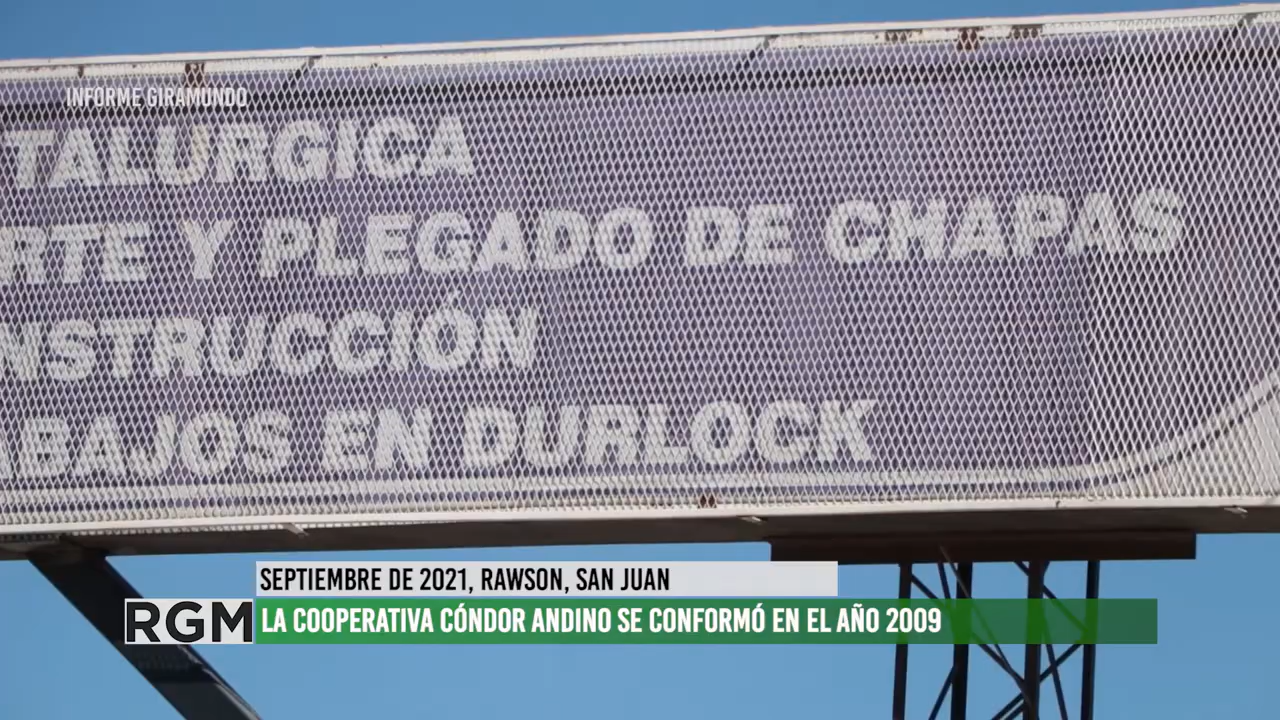 INFORME GIRAMUNDO
TALURGICA
RTE Y PLEGADO DE CHAPAS
NSTRUCCIÓN
ABAJOS EN DURLOCK
SEPTIEMBRE DE 2021, RAWSON, SAN JUAN
RGM
LA COOPERATIVA CÓNDOR ANDINO SE CONFORMÓ EN EL AÑO 2009